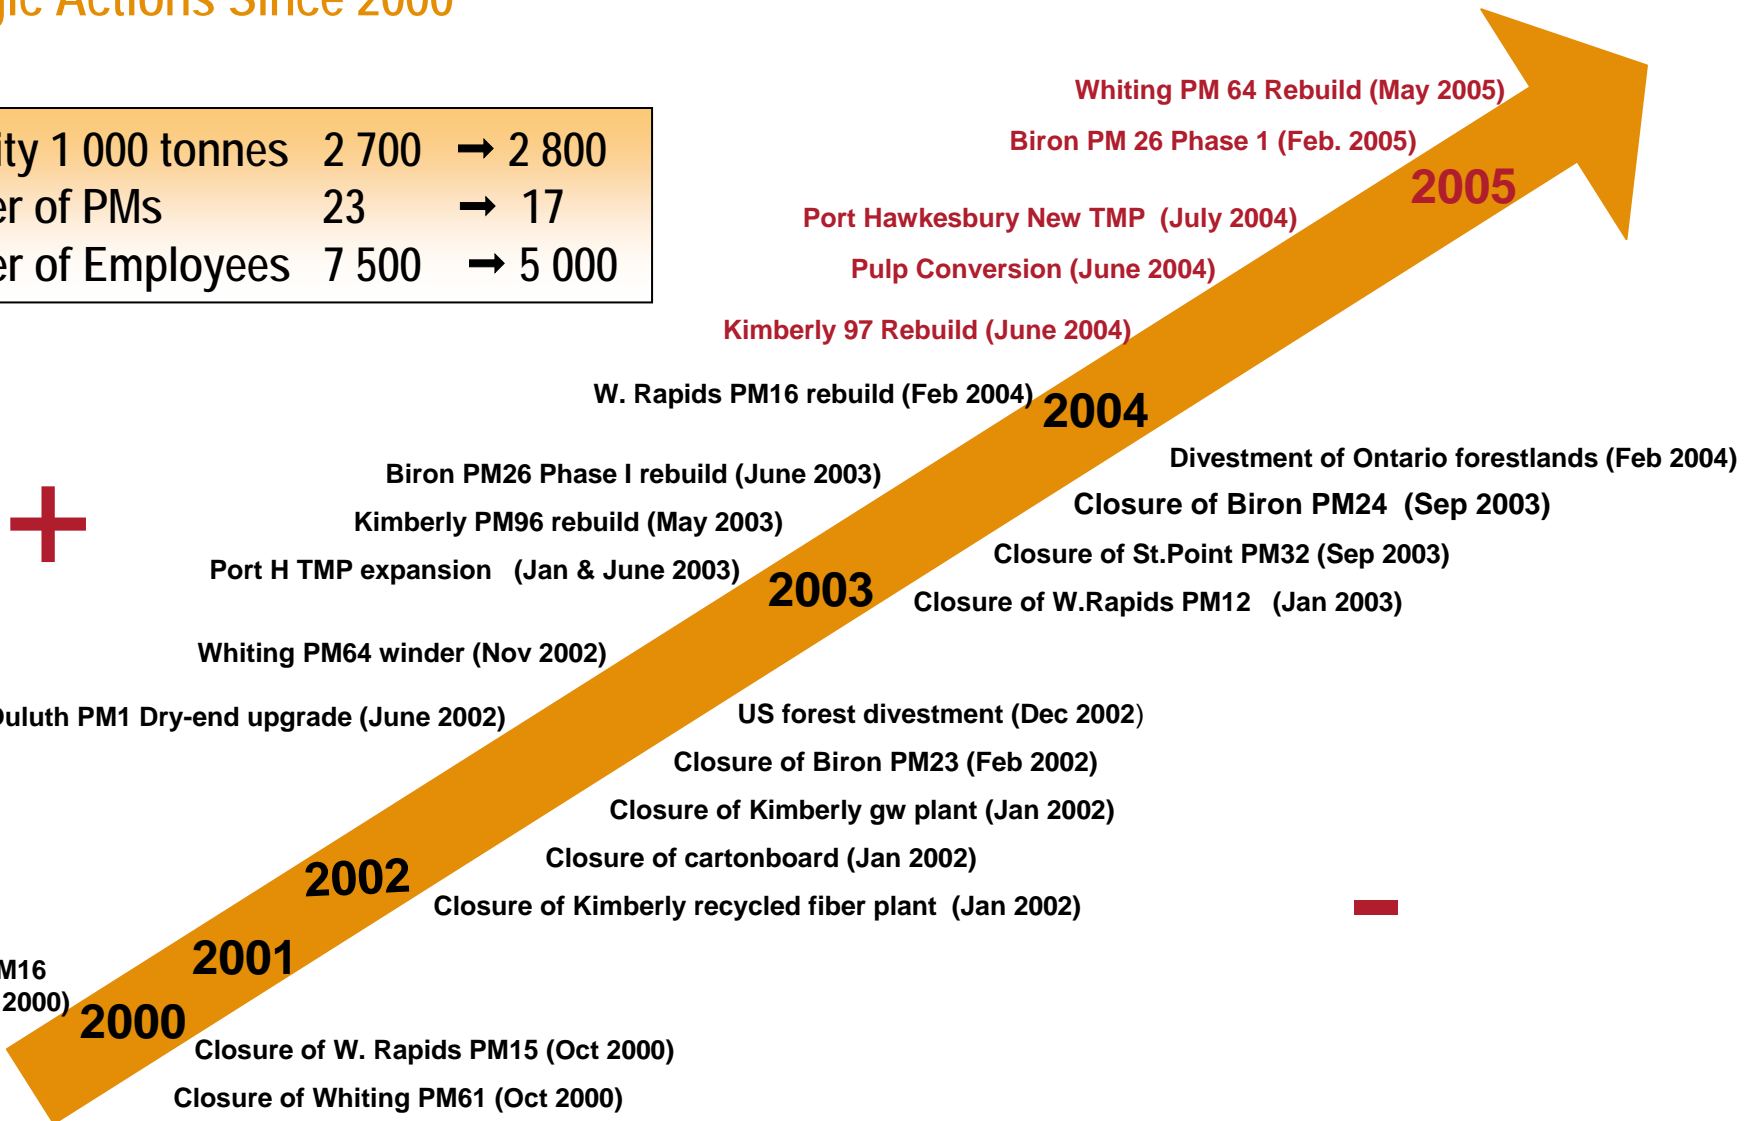 gic Actions Since 2000
ity 1 000 tonnes 2 700 → 2 800
er of PMs 23 → 17
er of Employees 7 500 → 5 000
Whiting PM 64 Rebuild (May 2005)
Biron PM 26 Phase 1 (Feb. 2005)
2005
Port Hawkesbury New TMP (July 2004)
Pulp Conversion (June 2004)
Kimberly 97 Rebuild (June 2004)
W. Rapids PM16 rebuild (Feb 2004)
2004
Divestment of Ontario forestlands (Feb 2004)
Biron PM26 Phase I rebuild (June 2003)
Closure of Biron PM24 (Sep 2003)
+
Kimberly PM96 rebuild (May 2003)
Closure of St.Point PM32 (Sep 2003)
Port H TMP expansion (Jan & June 2003)
2003
Closure of W.Rapids PM12 (Jan 2003)
Whiting PM64 winder (Nov 2002)
Duluth PM1 Dry-end upgrade (June 2002)
US forest divestment (Dec 2002)
Closure of Biron PM23 (Feb 2002)
Closure of Kimberly gw plant (Jan 2002)
Closure of cartonboard (Jan 2002)
2002
Closure of Kimberly recycled fiber plant (Jan 2002)
-
2001
M16
2000)
2000
Closure of W. Rapids PM15 (Oct 2000)
Closure of Whiting PM61 (Oct 2000)